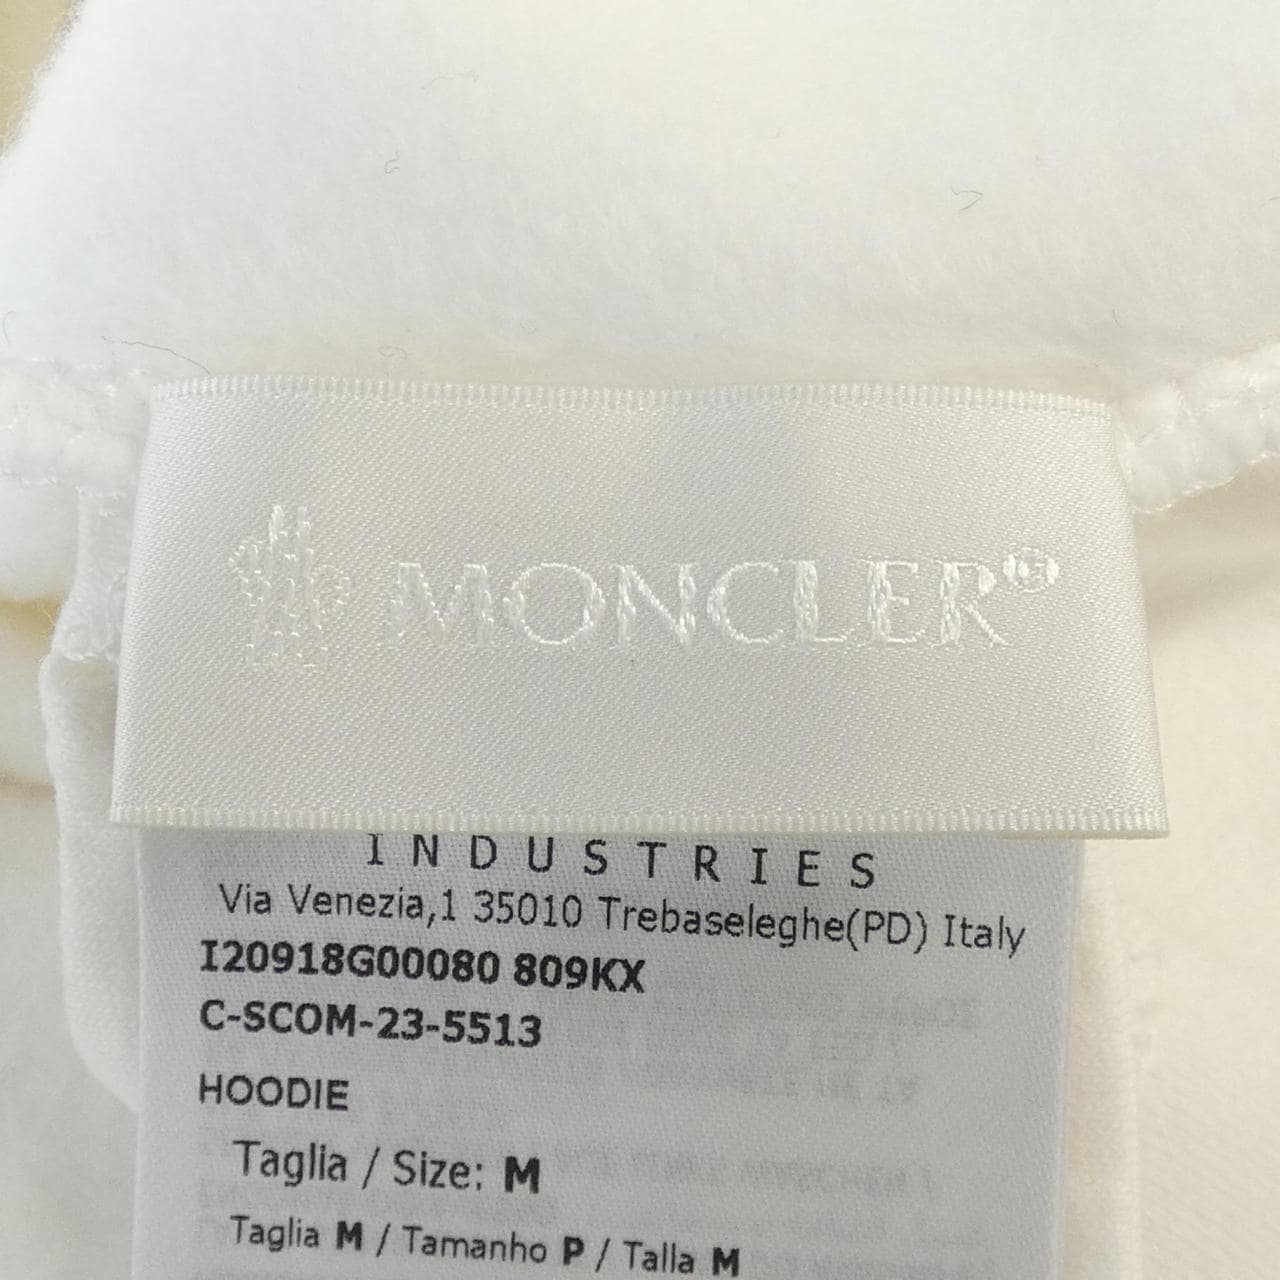 MONCLER®
INDUSTRIES
Via Venezia,1 35010 Trebaseleghe(PD) Italy
I20918G00080 809KX
C-SCOM-23-5513
HOODIE
Taglia / Size: M
Taglia M / Tamanho P / Talla M